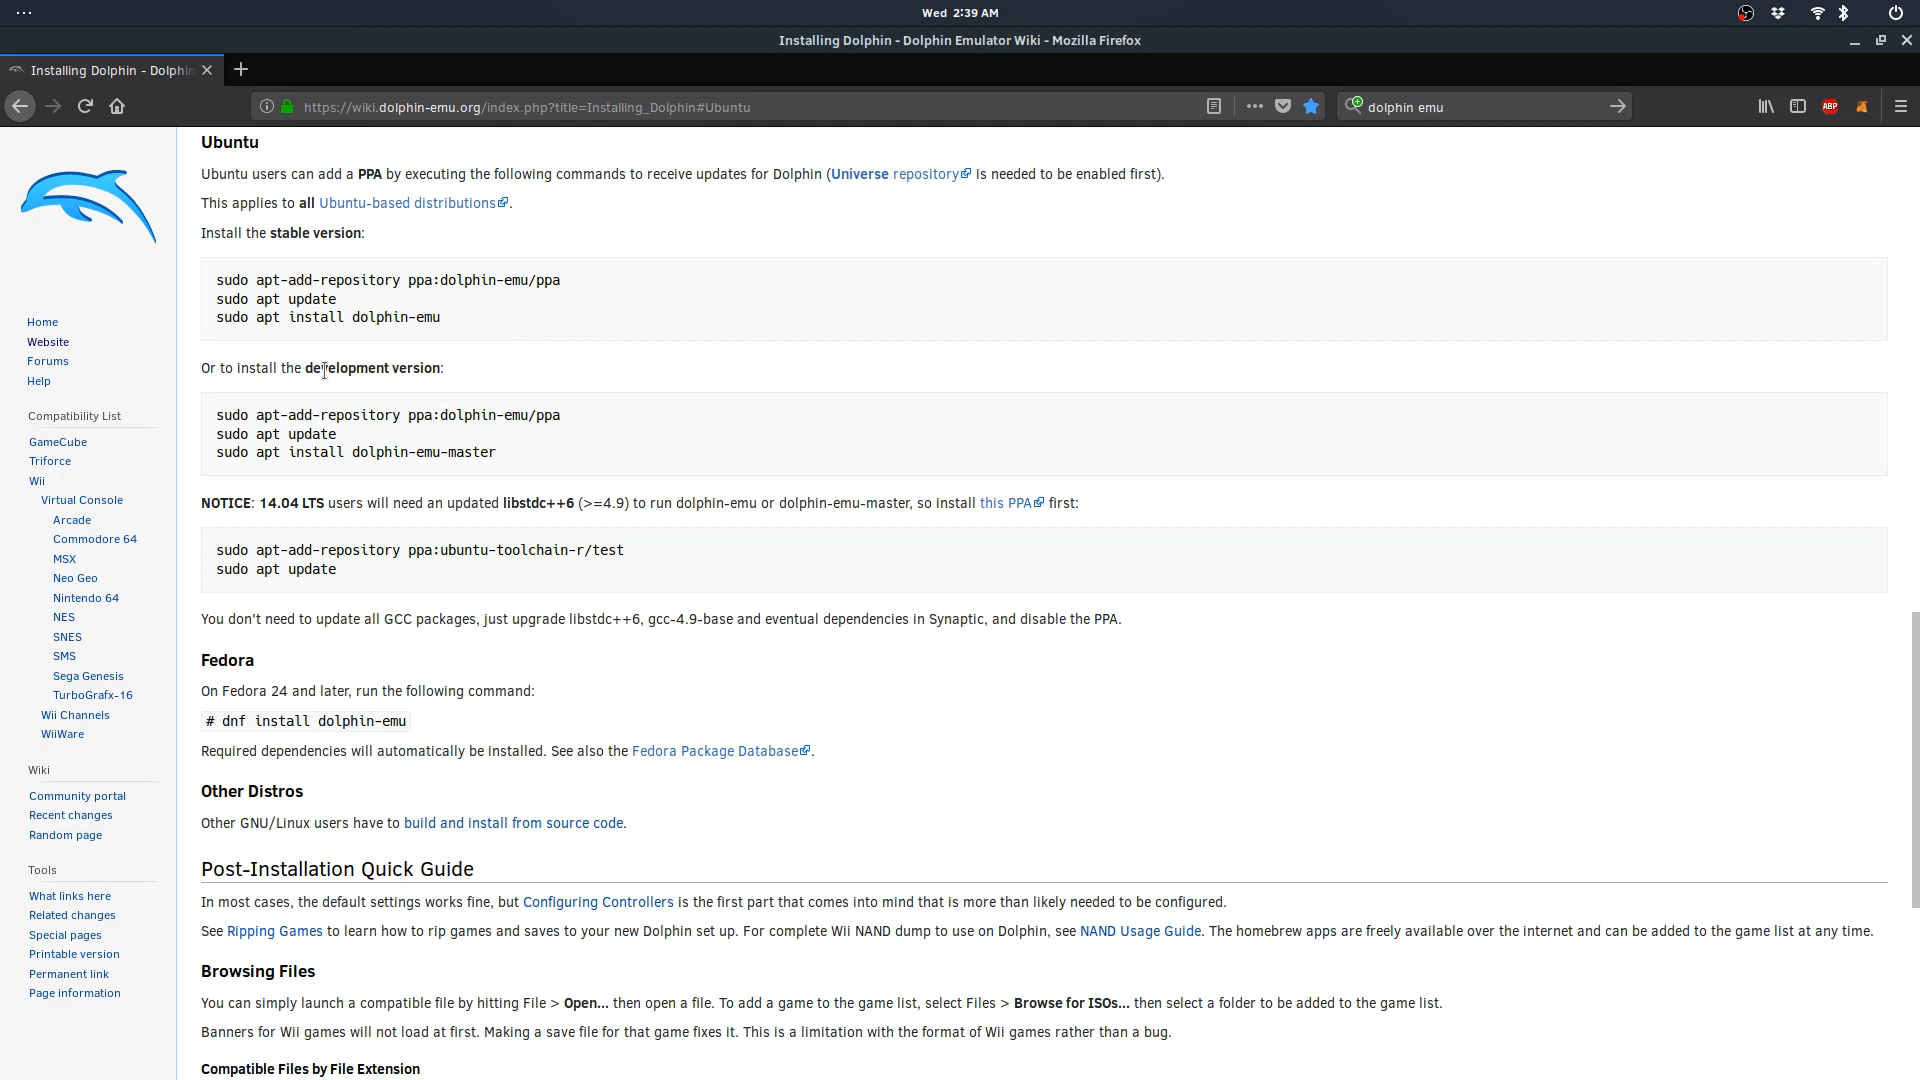 Wed 2:39 AM
Installing Dolphin - Dolphin Emulator Wiki - Mozilla Firefox
Installing Dolphin - Dolphin
https://wiki.dolphin-emu.org/index.php?title=Installing_Dolphin#Ubuntu
dolphin emu
ABP
Home
Website
Forums
Help
Compatibility List
GameCube
Triforce
Wii
Virtual Console
Arcade
Commodore 64
MSX
Neo Geo
Nintendo 64
NES
SNES
SMS
Sega Genesis
TurboGrafx-16
Wii Channels
WiiWare
Wiki
Community portal
Recent changes
Random page
Tools
What links here
Related changes
Special pages
Printable version
Permanent link
Page information
Ubuntu
Ubuntu users can add a PPA by executing the following commands to receive updates for Dolphin (Universe repository is needed to be enabled first).
This applies to all Ubuntu-based distributions.
Install the stable version:
sudo apt-add-repository ppa:dolphin-emu/ppa
sudo apt update
sudo apt install dolphin-emu
Or to install the development version:
sudo apt-add-repository ppa:dolphin-emu/ppa
sudo apt update
sudo apt install dolphin-emu-master
NOTICE: 14.04 LTS users will need an updated libstdc++6 (>=4.9) to run dolphin-emu or dolphin-emu-master, so install this PPA first:
sudo apt-add-repository ppa:ubuntu-toolchain-r/test
sudo apt update
You don't need to update all GCC packages, just upgrade libstdc++6, gcc-4.9-base and eventual dependencies in Synaptic, and disable the PPA.
Fedora
On Fedora 24 and later, run the following command:
# dnf install dolphin-emu
Required dependencies will automatically be installed. See also the Fedora Package Database.
Other Distros
Other GNU/Linux users have to build and install from source code.
Post-Installation Quick Guide
In most cases, the default settings works fine, but Configuring Controllers is the first part that comes into mind that is more than likely needed to be configured.
See Ripping Games to learn how to rip games and saves to your new Dolphin set up. For complete Wii NAND dump to use on Dolphin, see NAND Usage Guide. The homebrew apps are freely available over the internet and can be added to the game list at any time.
Browsing Files
You can simply launch a compatible file by hitting File > Open... then open a file. To add a game to the game list, select Files > Browse for ISOs... then select a folder to be added to the game list.
Banners for Wii games will not load at first. Making a save file for that game fixes it. This is a limitation with the format of Wii games rather than a bug.
Compatible Files by File Extension